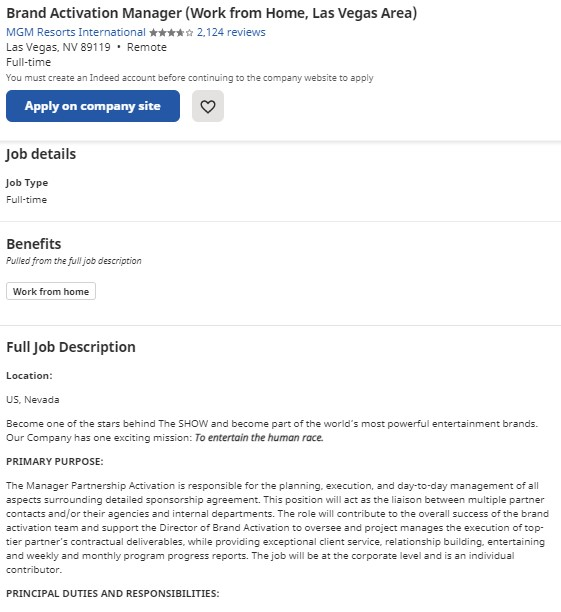 Brand Activation Manager (Work from Home, Las Vegas Area)
MGM Resorts International ★★★★☆ 2,124 reviews
Las Vegas, NV 89119 • Remote
Full-time
You must create an Indeed account before continuing to the company website to apply
Apply on company site
Job details
Job Type
Full-time
Benefits
Pulled from the full job description
Work from home
Full Job Description
Location:
US, Nevada
Become one of the stars behind The SHOW and become part of the world's most powerful entertainment brands.
Our Company has one exciting mission: To entertain the human race.
PRIMARY PURPOSE:
The Manager Partnership Activation is responsible for the planning, execution, and day-to-day management of all
aspects surrounding detailed sponsorship agreement. This position will act as the liaison between multiple partner
contacts and/or their agencies and internal departments. The role will contribute to the overall success of the brand
activation team and support the Director of Brand Activation to oversee and project manages the execution of top-
tier partner's contractual deliverables, while providing exceptional client service, relationship building, entertaining
and weekly and monthly program progress reports. The job will be at the corporate level and is an individual
contributor.
PRINCIPAL DUTIES AND RESPONSIBILITIES: